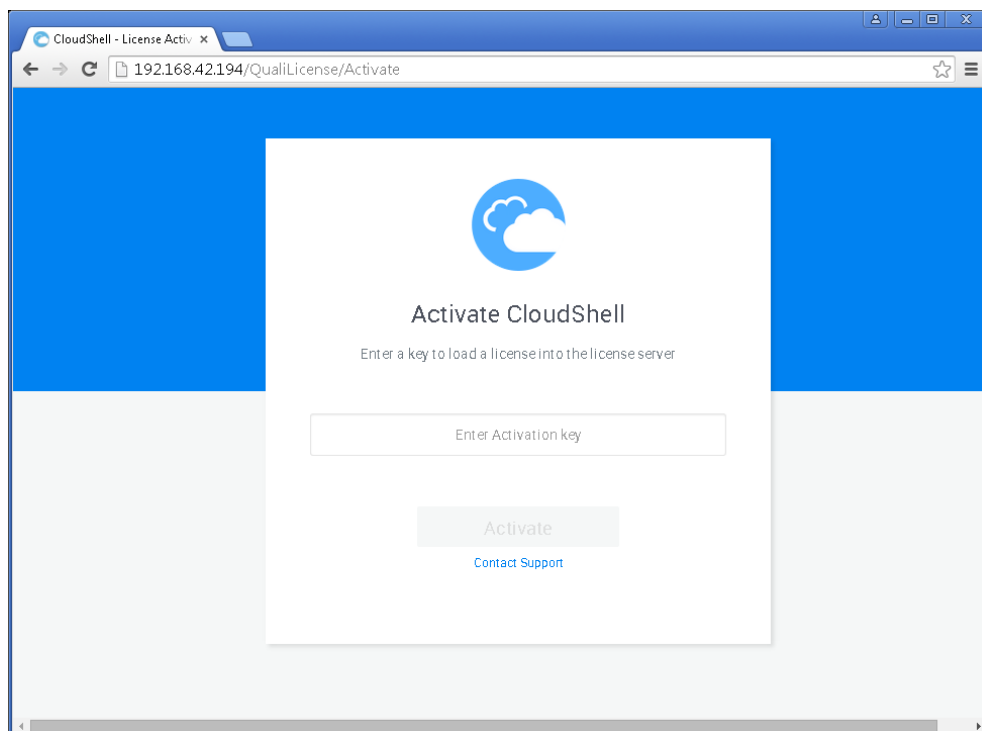 CloudShell - License Activ
192.168.42.194/QualiLicense/Activate
Activate CloudShell
Enter a key to load a license into the license server
Enter Activation key
Activate
Contact Support